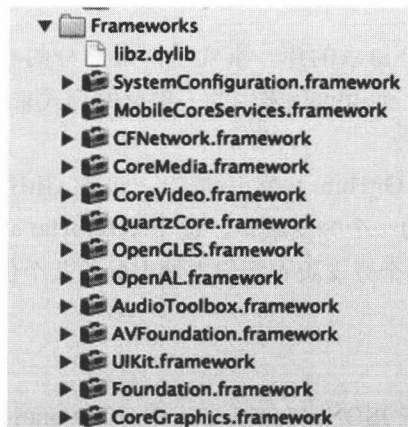 Frameworks
libz.dylib
SystemConfiguration.framework
MobileCoreServices.framework
CFNetwork.framework
CoreMedia.framework
CoreVideo.framework
QuartzCore.framework
OpenGLES.framework
OpenAL.framework
AudioToolbox.framework
AVFoundation.framework
UIKit.framework
Foundation.framework
CoreGraphics.framework